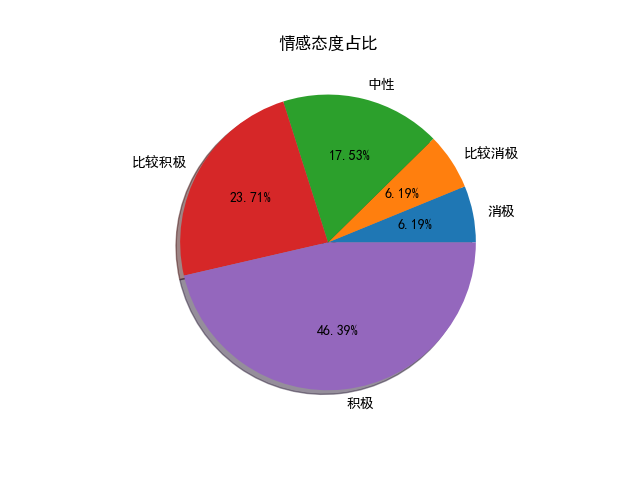 情感态度占比
中性
比较消极
比较积极
17.53%
6.19%
23.71%
消极
6.19%
46.39%
积极